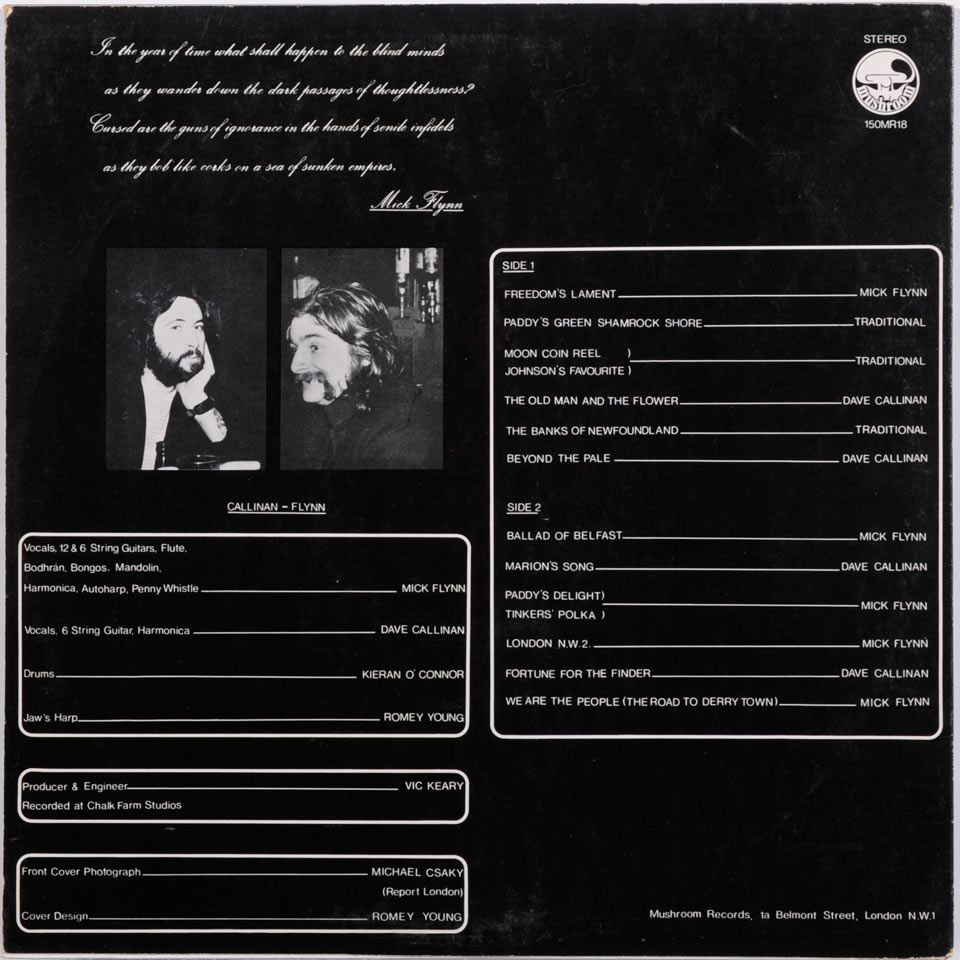 In the year of time what shall happen to the blind minds
as they wander down the dark passages of thoughtlessness?
Cursed are the guns of ignorance in the hands of senile infidels
as they bob like corks on a sea of sunken empires.
Mick Flynn
STEREO
mushroom
150MR18
CALLINAN – FLYNN
Vocals, 12 & 6 String Guitars, Flute,
Bodhrán, Bongos. Mandolin,
Harmonica, Autoharp, Penny Whistle MICK FLYNN
Vocals, 6 String Guitar, Harmonica DAVE CALLINAN
Drums KIERAN O'CONNOR
Jaw's Harp ROMEY YOUNG
Producer & Engineer VIC KEARY
Recorded at Chalk Farm Studios
Front Cover Photograph MICHAEL CSAKY
(Report London)
Cover Design ROMEY YOUNG
SIDE 1
FREEDOM'S LAMENT MICK FLYNN
PADDY'S GREEN SHAMROCK SHORE TRADITIONAL
MOON COIN REEL )
TRADITIONAL
JOHNSON'S FAVOURITE )
THE OLD MAN AND THE FLOWER DAVE CALLINAN
THE BANKS OF NEWFOUNDLAND TRADITIONAL
BEYOND THE PALE DAVE CALLINAN
SIDE 2
BALLAD OF BELFAST MICK FLYNN
MARION'S SONG DAVE CALLINAN
PADDY'S DELIGHT)
MICK FLYNN
TINKERS' POLKA )
LONDON N.W.2. MICK FLYNN
FORTUNE FOR THE FINDER DAVE CALLINAN
WE ARE THE PEOPLE (THE ROAD TO DERRY TOWN) MICK FLYNN
Mushroom Records, 1a Belmont Street, London N.W.1